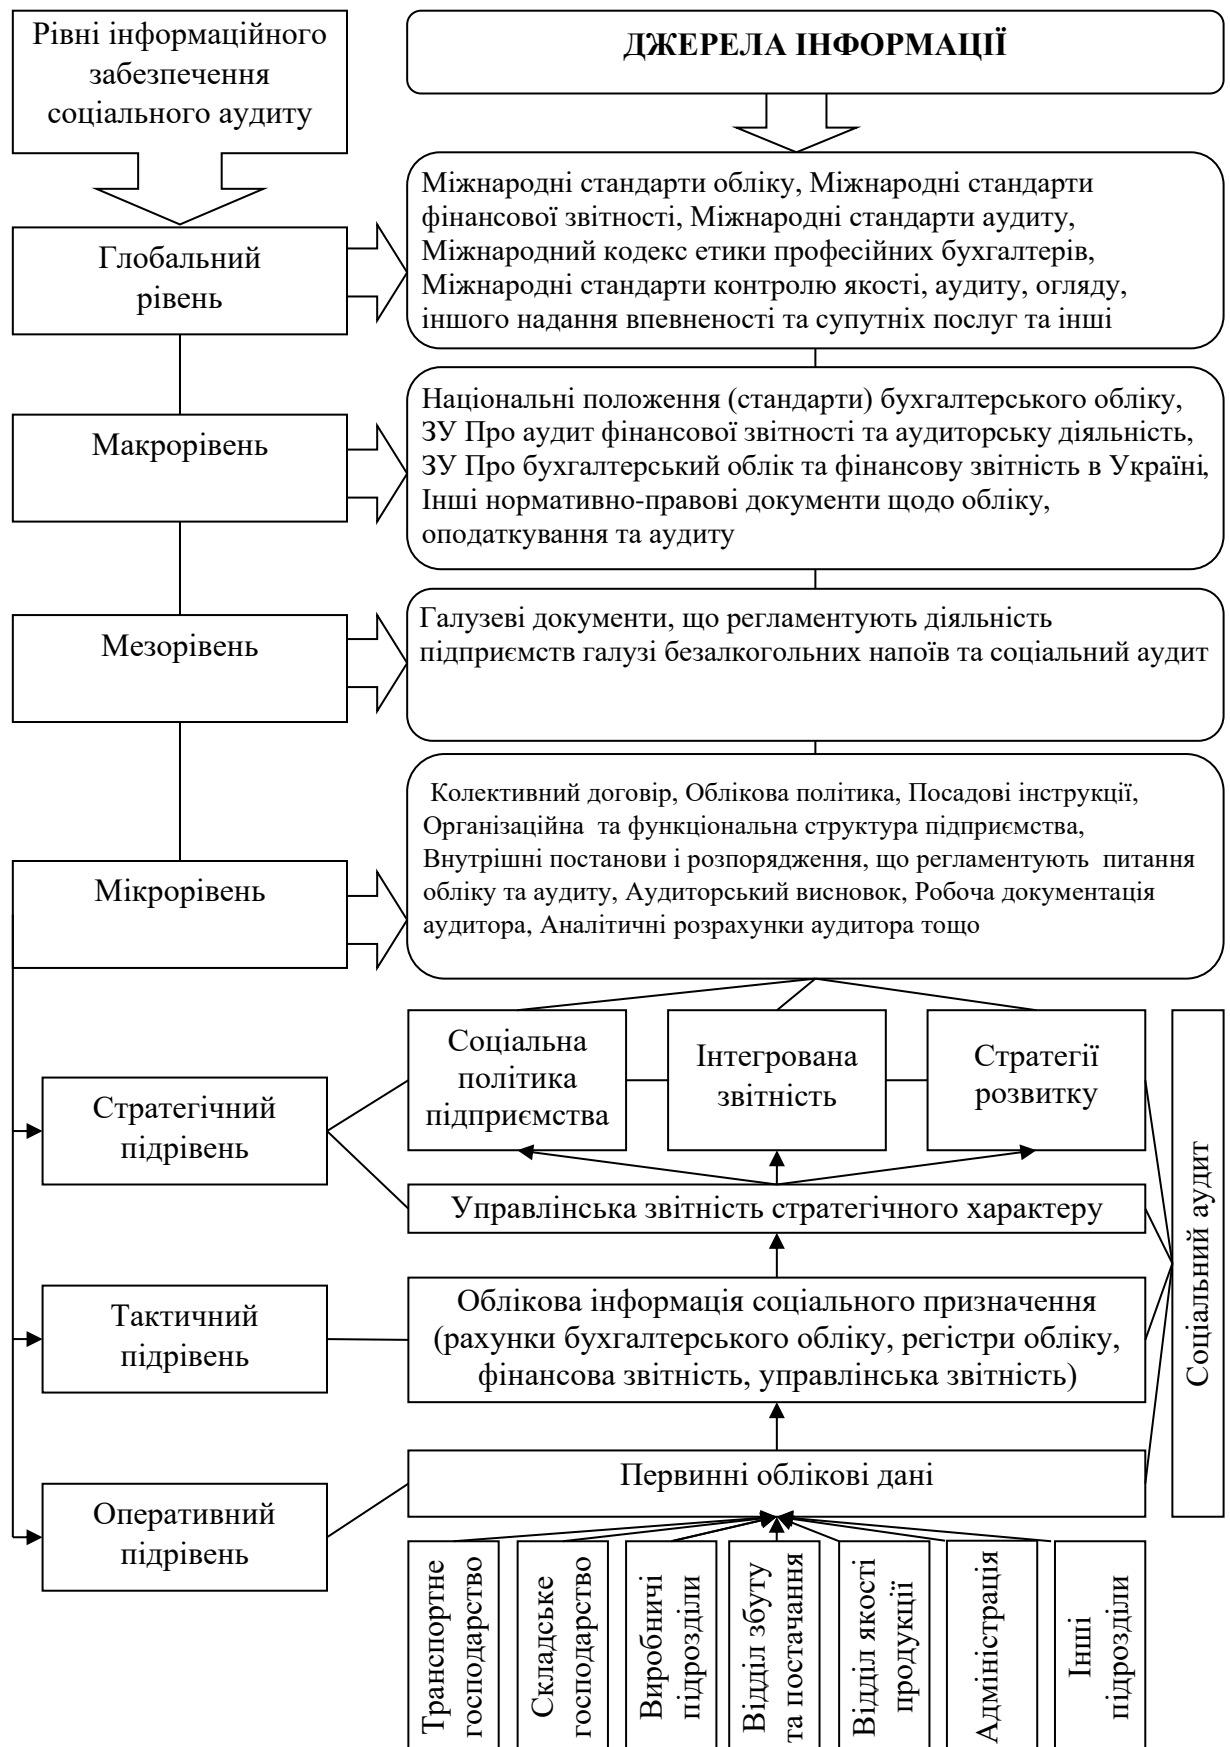 Рівні інформаційного
забезпечення
соціального аудиту
ДЖЕРЕЛА ІНФОРМАЦІЇ
Глобальний
рівень
Міжнародні стандарти обліку, Міжнародні стандарти
фінансової звітності, Міжнародні стандарти аудиту,
Міжнародний кодекс етики професійних бухгалтерів,
Міжнародні стандарти контролю якості, аудиту, огляду,
іншого надання впевненості та супутніх послуг та інші
Макрорівень
Національні положення (стандарти) бухгалтерського обліку,
ЗУ Про аудит фінансової звітності та аудиторську діяльність,
ЗУ Про бухгалтерський облік та фінансову звітність в Україні,
Інші нормативно-правові документи щодо обліку,
оподаткування та аудиту
Мезорівень
Галузеві документи, що регламентують діяльність
підприємств галузі безалкогольних напоїв та соціальний аудит
Мікрорівень
Колективний договір, Облікова політика, Посадові інструкції,
Організаційна та функціональна структура підприємства,
Внутрішні постанови і розпорядження, що регламентують питання
обліку та аудиту, Аудиторський висновок, Робоча документація
аудитора, Аналітичні розрахунки аудитора тощо
Стратегічний
підрівень
Соціальна
політика
підприємства
Інтегрована
звітність
Стратегії
розвитку
Управлінська звітність стратегічного характеру
Соціальний аудит
Тактичний
підрівень
Облікова інформація соціального призначення
(рахунки бухгалтерського обліку, регістри обліку,
фінансова звітність, управлінська звітність)
Оперативний
підрівень
Первинні облікові дані
Транспортне
господарство
Складське
господарство
Виробничі
підрозділи
Відділ збуту
та постачання
Відділ якості
продукції
Адміністрація
Інші
підрозділи